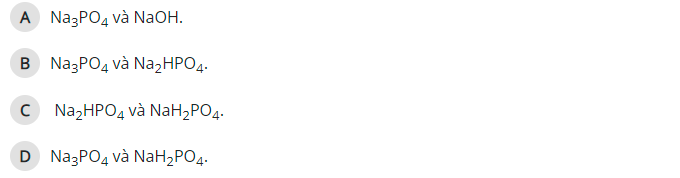 A Na₃PO₄ và NaOH.
B Na₃PO₄ và Na₂HPO₄.
C Na₂HPO₄ và NaH₂PO₄.
D Na₃PO₄ và NaH₂PO₄.